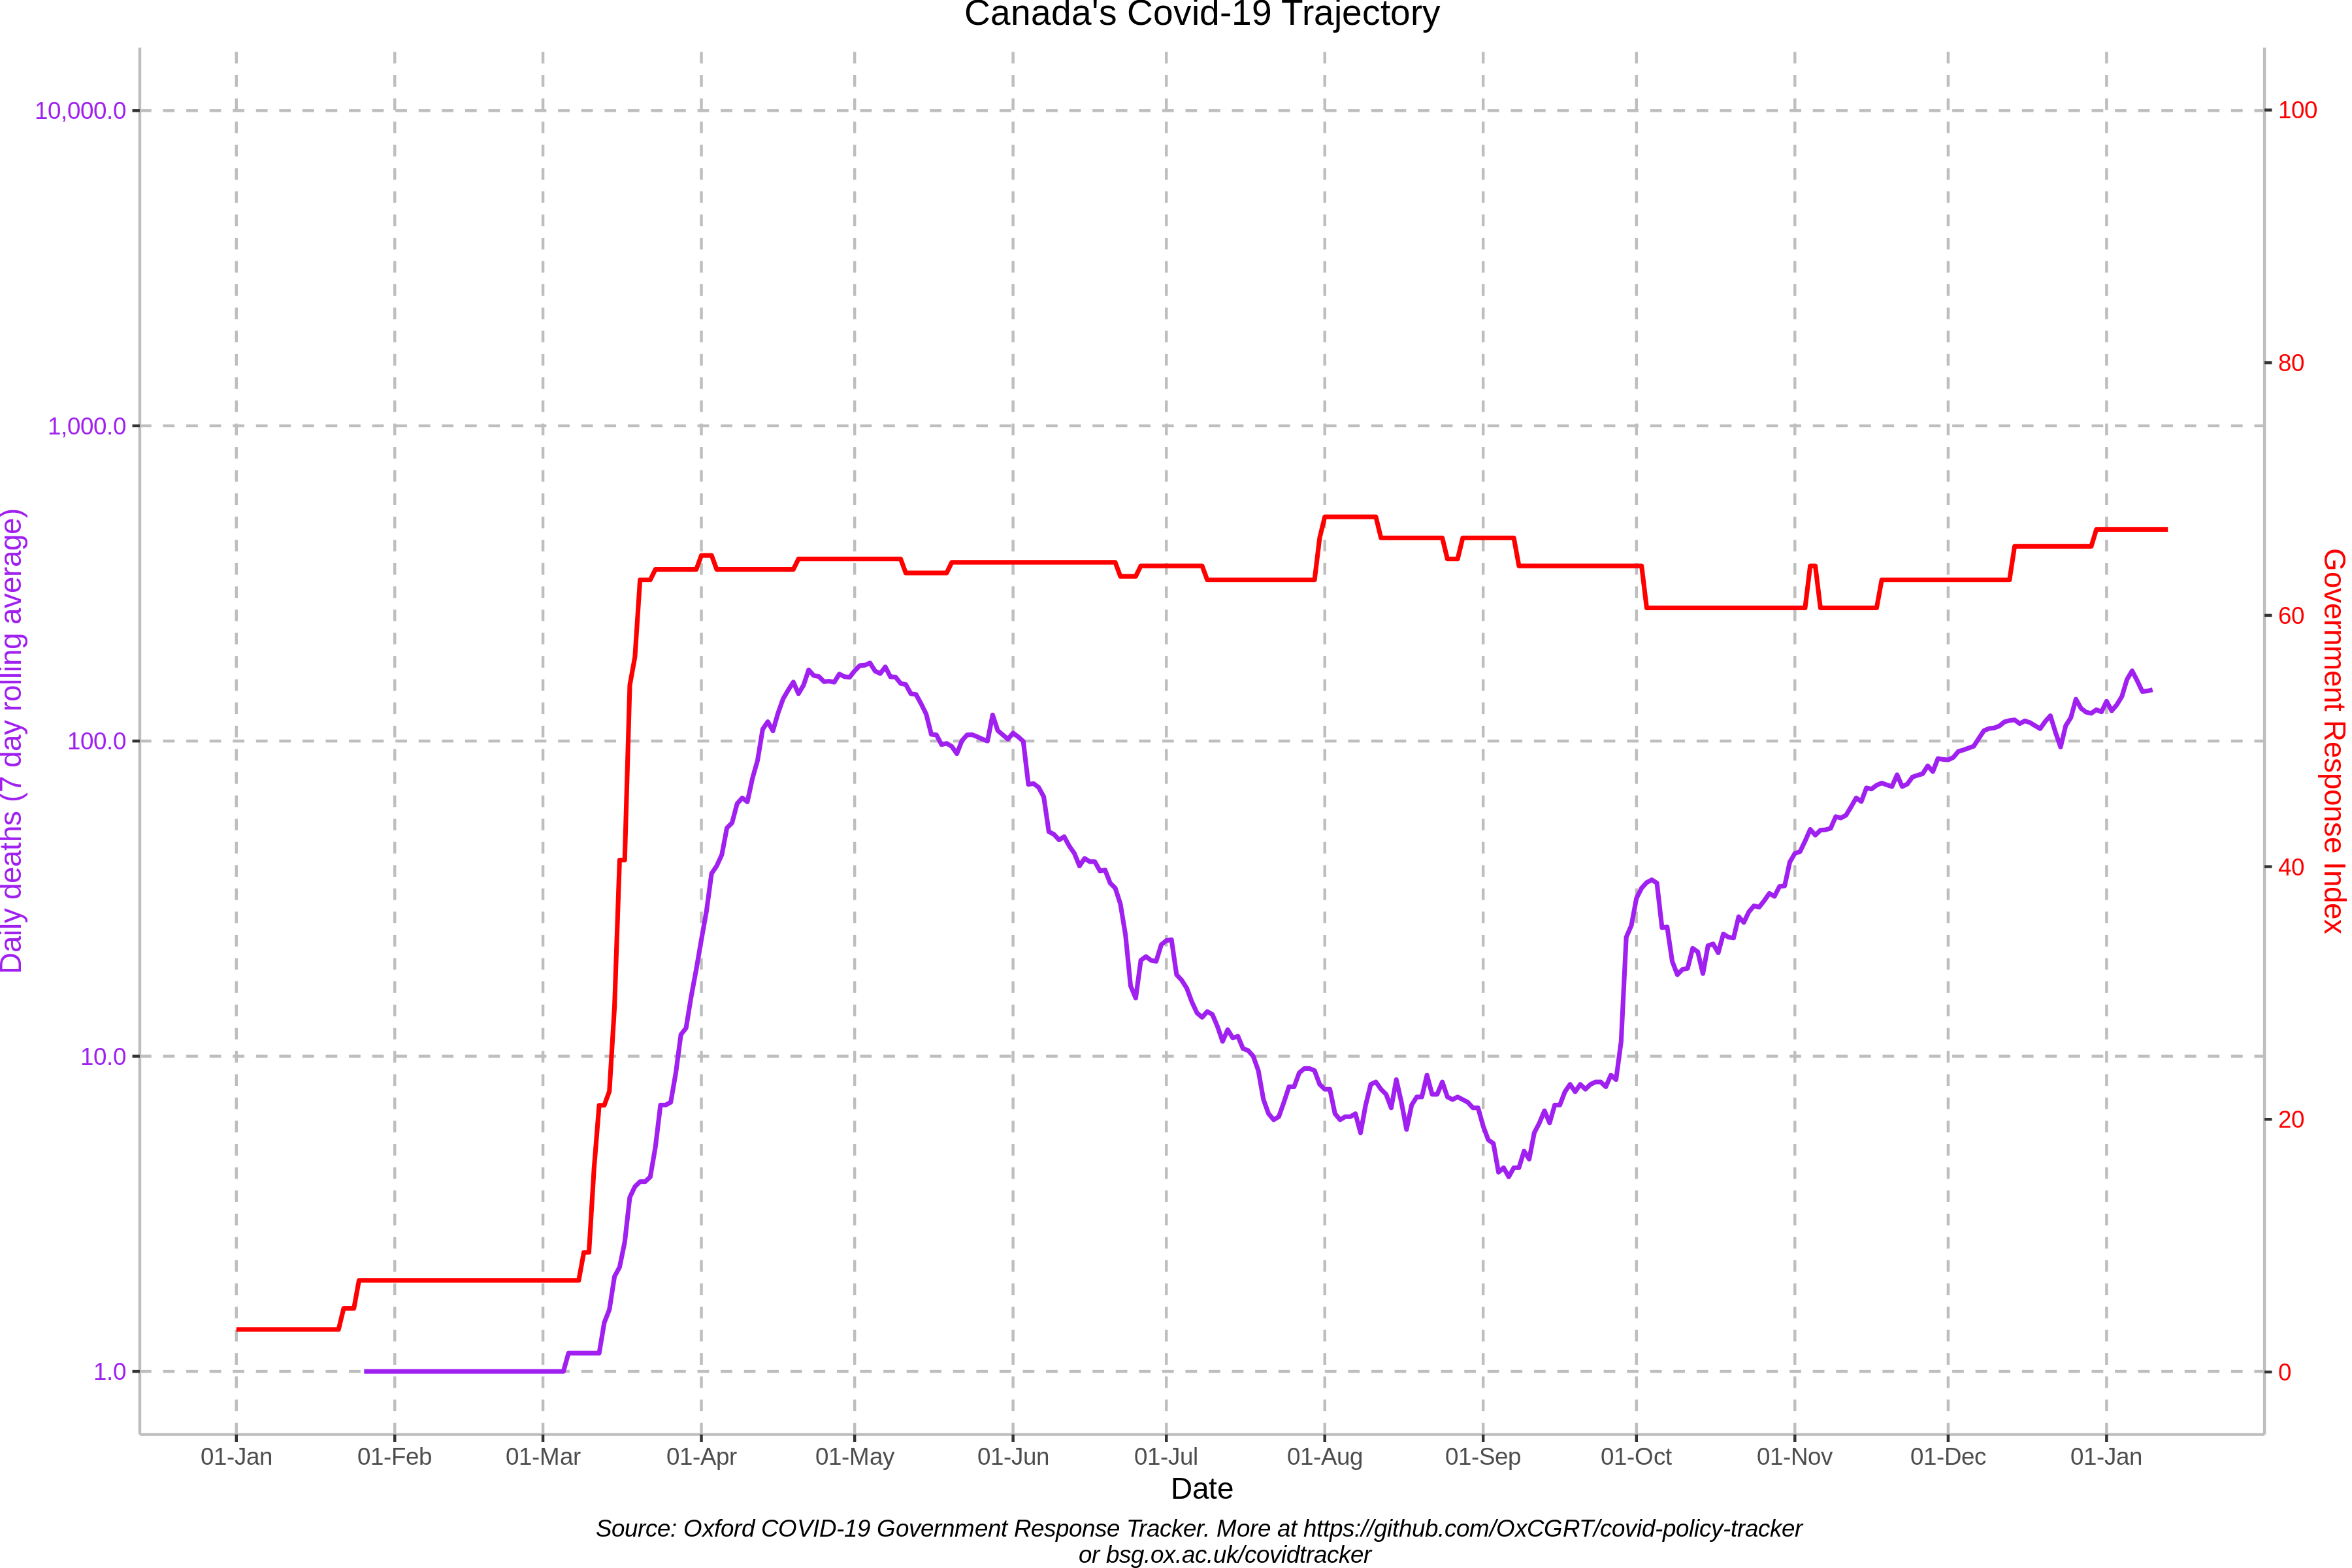 Canada's Covid-19 Trajectory
10,000.0
1,000.0
100.0
10.0
1.0
Daily deaths (7 day rolling average)
100
80
60
40
20
0
Government Response Index
01-Jan 01-Feb 01-Mar 01-Apr 01-May 01-Jun 01-Jul 01-Aug 01-Sep 01-Oct 01-Nov 01-Dec 01-Jan
Date
Source: Oxford COVID-19 Government Response Tracker. More at https://github.com/OxCGRT/covid-policy-tracker
or bsg.ox.ac.uk/covidtracker